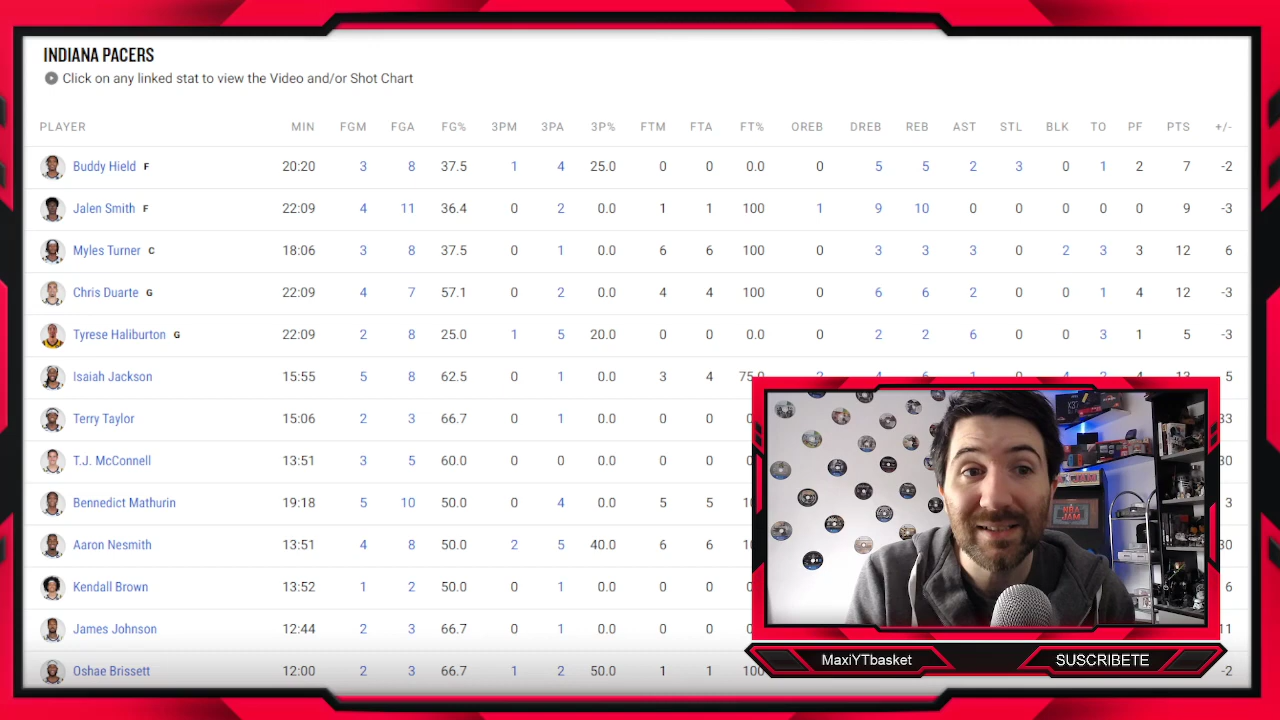 INDIANA PACERS
Click on any linked stat to view the Video and/or Shot Chart
PLAYER MIN FGM FGA FG% 3PM 3PA 3P% FTM FTA FT% OREB DREB REB AST STL BLK TO PF PTS +/-
Buddy Hield F 20:20 3 8 37.5 1 4 25.0 0 0 0.0 0 5 5 2 3 0 1 2 7 -2
Jalen Smith F 22:09 4 11 36.4 0 2 0.0 1 1 100 1 9 10 0 0 0 0 0 9 -3
Myles Turner C 18:06 3 8 37.5 0 1 0.0 6 6 100 0 3 3 3 0 2 3 3 12 6
Chris Duarte G 22:09 4 7 57.1 0 2 0.0 4 4 100 0 6 6 2 0 0 1 4 12 -3
Tyrese Haliburton G 22:09 2 8 25.0 1 5 20.0 0 0 0.0 0 2 2 6 0 0 3 1 5 -3
Isaiah Jackson 15:55 5 8 62.5 0 1 0.0 3 4 5
Terry Taylor 15:06 2 3 66.7 0 1 0.0 0 0
T.J. McConnell 13:51 3 5 60.0 0 0 0.0 0 0
Bennedict Mathurin 19:18 5 10 50.0 0 4 0.0 5 5 3
Aaron Nesmith 13:51 4 8 50.0 2 5 40.0 6 6
Kendall Brown 13:52 1 2 50.0 0 1 0.0 0 0 6
James Johnson 12:44 2 3 66.7 0 1 0.0 0 0
Oshae Brissett 12:00 2 3 66.7 1 2 50.0 1 1 100 -2
NBA JAM
MaxiYTbasket
SUSCRIBETE